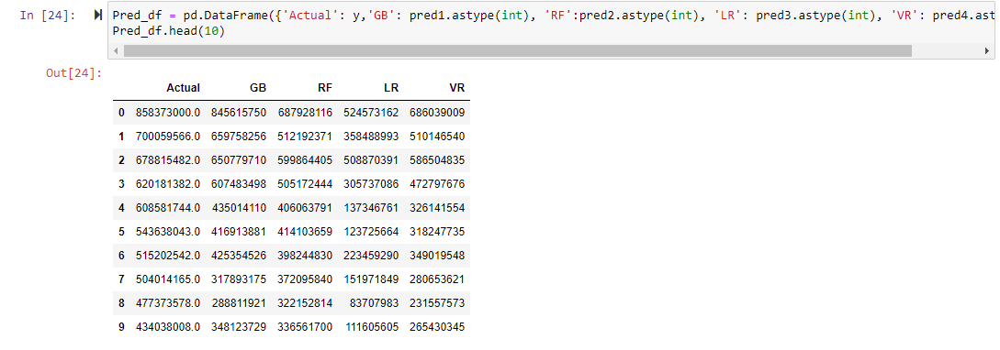 In [24]: Pred_df = pd.DataFrame({'Actual': y,'GB': pred1.astype(int), 'RF':pred2.astype(int), 'LR': pred3.astype(int), 'VR': pred4.ast
Pred_df.head(10)
Out[24]:
Actual GB RF LR VR
0 858373000.0 845615750 687928116 524573162 686039009
1 700059566.0 659758256 512192371 358488993 510146540
2 678815482.0 650779710 599864405 508870391 586504835
3 620181382.0 607483498 505172444 305737086 472797676
4 608581744.0 435014110 406063791 137346761 326141554
5 543638043.0 416913881 414103659 123725664 318247735
6 515202542.0 425354526 398244830 223459290 349019548
7 504014165.0 317893175 372095840 151971849 280653621
8 477373578.0 288811921 322152814 83707983 231557573
9 434038008.0 348123729 336561700 111605605 265430345